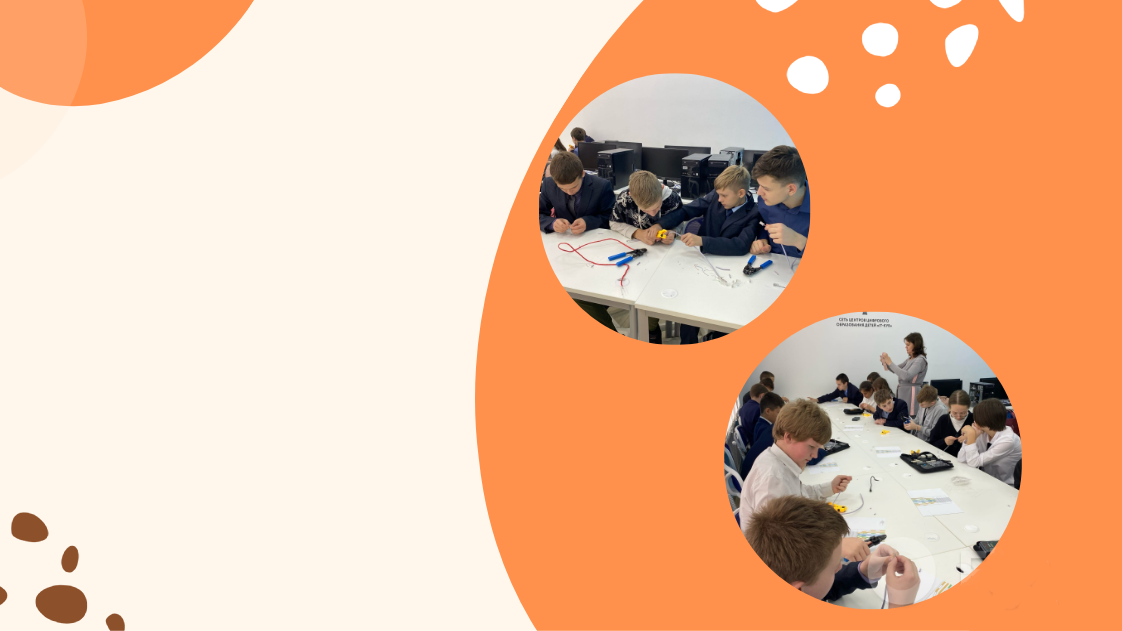 СЕТЬ ЦЕНТРОВ ЦИФРОВОГО
ОБРАЗОВАНИЯ ДЕТЕЙ «IT-КУБ»